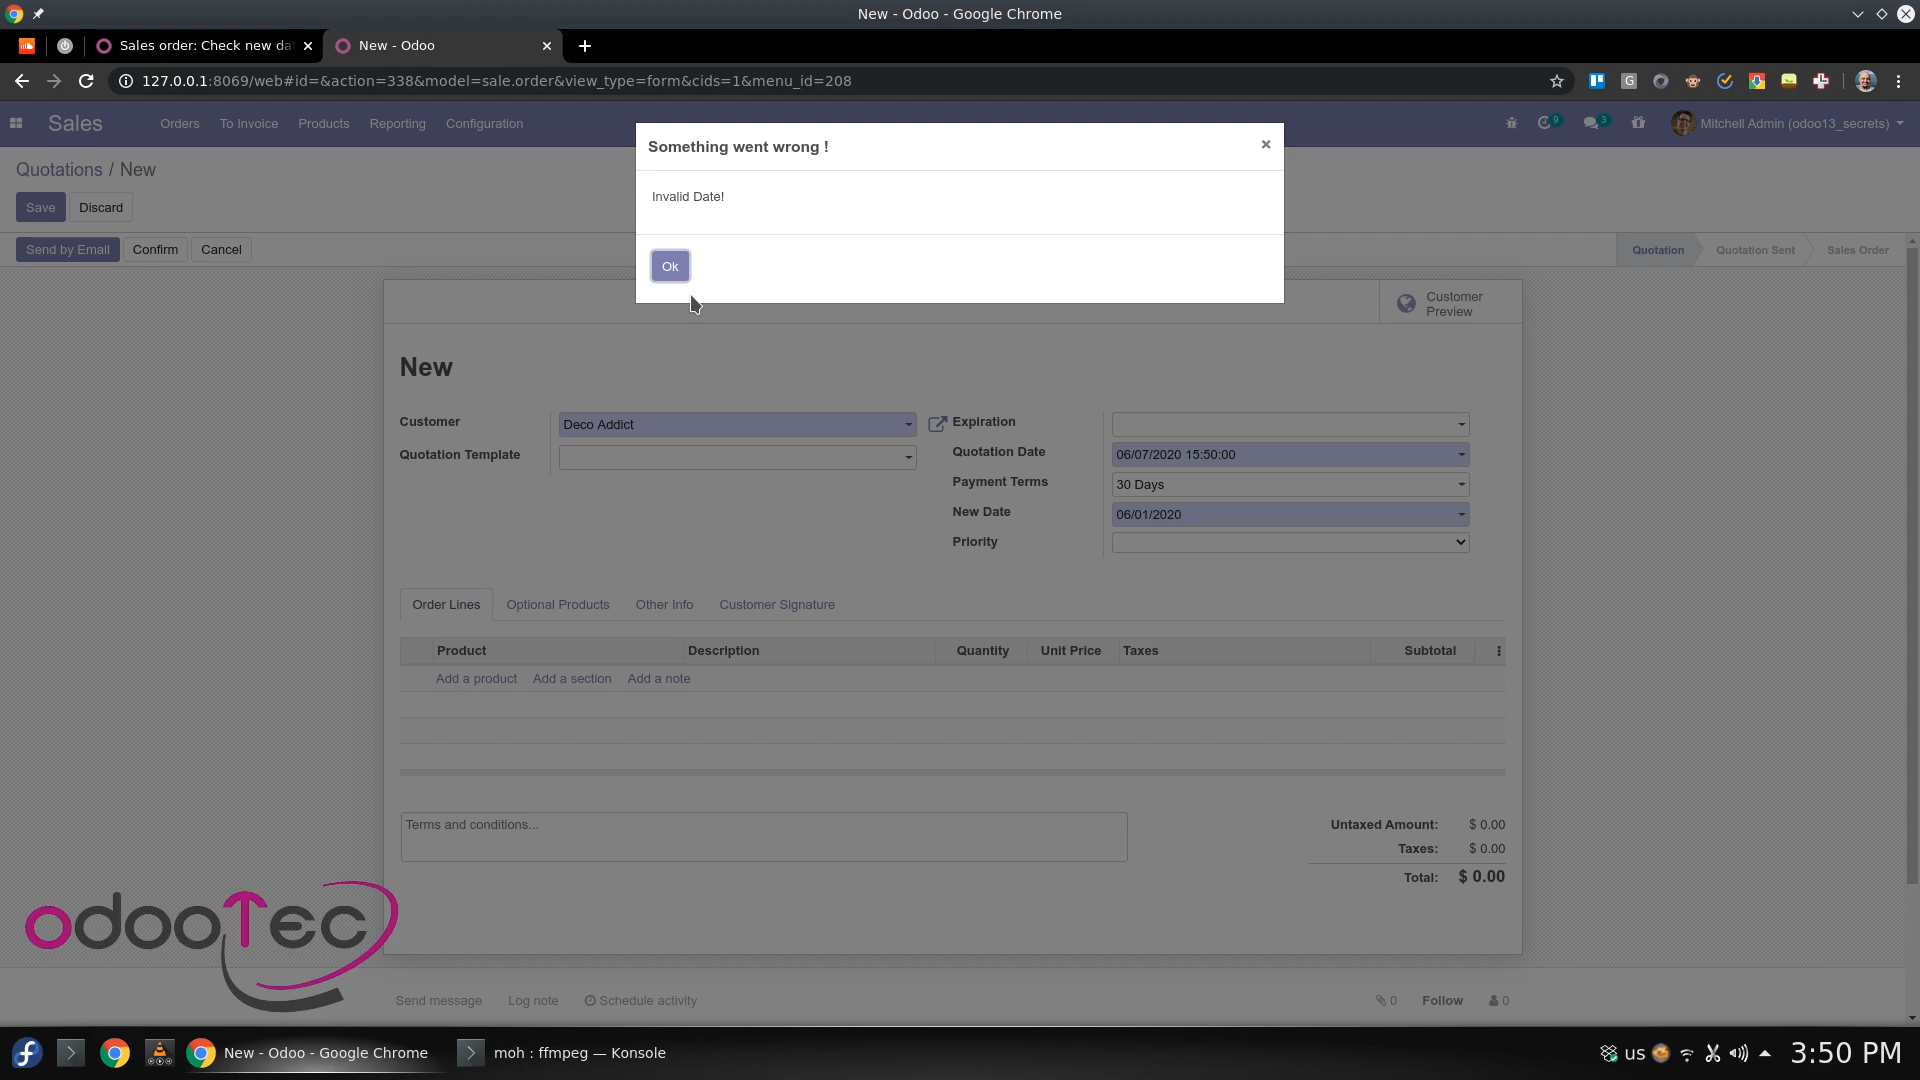 New - Odoo - Google Chrome
Sales order: Check new da
New - Odoo
127.0.0.1:8069/web#id=&action=338&model=sale.order&view_type=form&cids=1&menu_id=208
Sales
Orders
To Invoice
Products
Reporting
Configuration
9
3
Mitchell Admin (odoo13_secrets)
Something went wrong !
Invalid Date!
Ok
Quotations / New
Save
Discard
Send by Email
Confirm
Cancel
Quotation
Quotation Sent
Sales Order
Customer
Preview
New
Customer
Deco Addict
Quotation Template
Expiration
Quotation Date
06/07/2020 15:50:00
Payment Terms
30 Days
New Date
06/01/2020
Priority
Order Lines
Optional Products
Other Info
Customer Signature
Product
Description
Quantity
Unit Price
Taxes
Subtotal
Add a product
Add a section
Add a note
Terms and conditions...
Untaxed Amount: $ 0.00
Taxes: $ 0.00
Total: $ 0.00
odooTec
Send message
Log note
Schedule activity
0
Follow
0
New - Odoo - Google Chrome
moh : ffmpeg — Konsole
us
3:50 PM